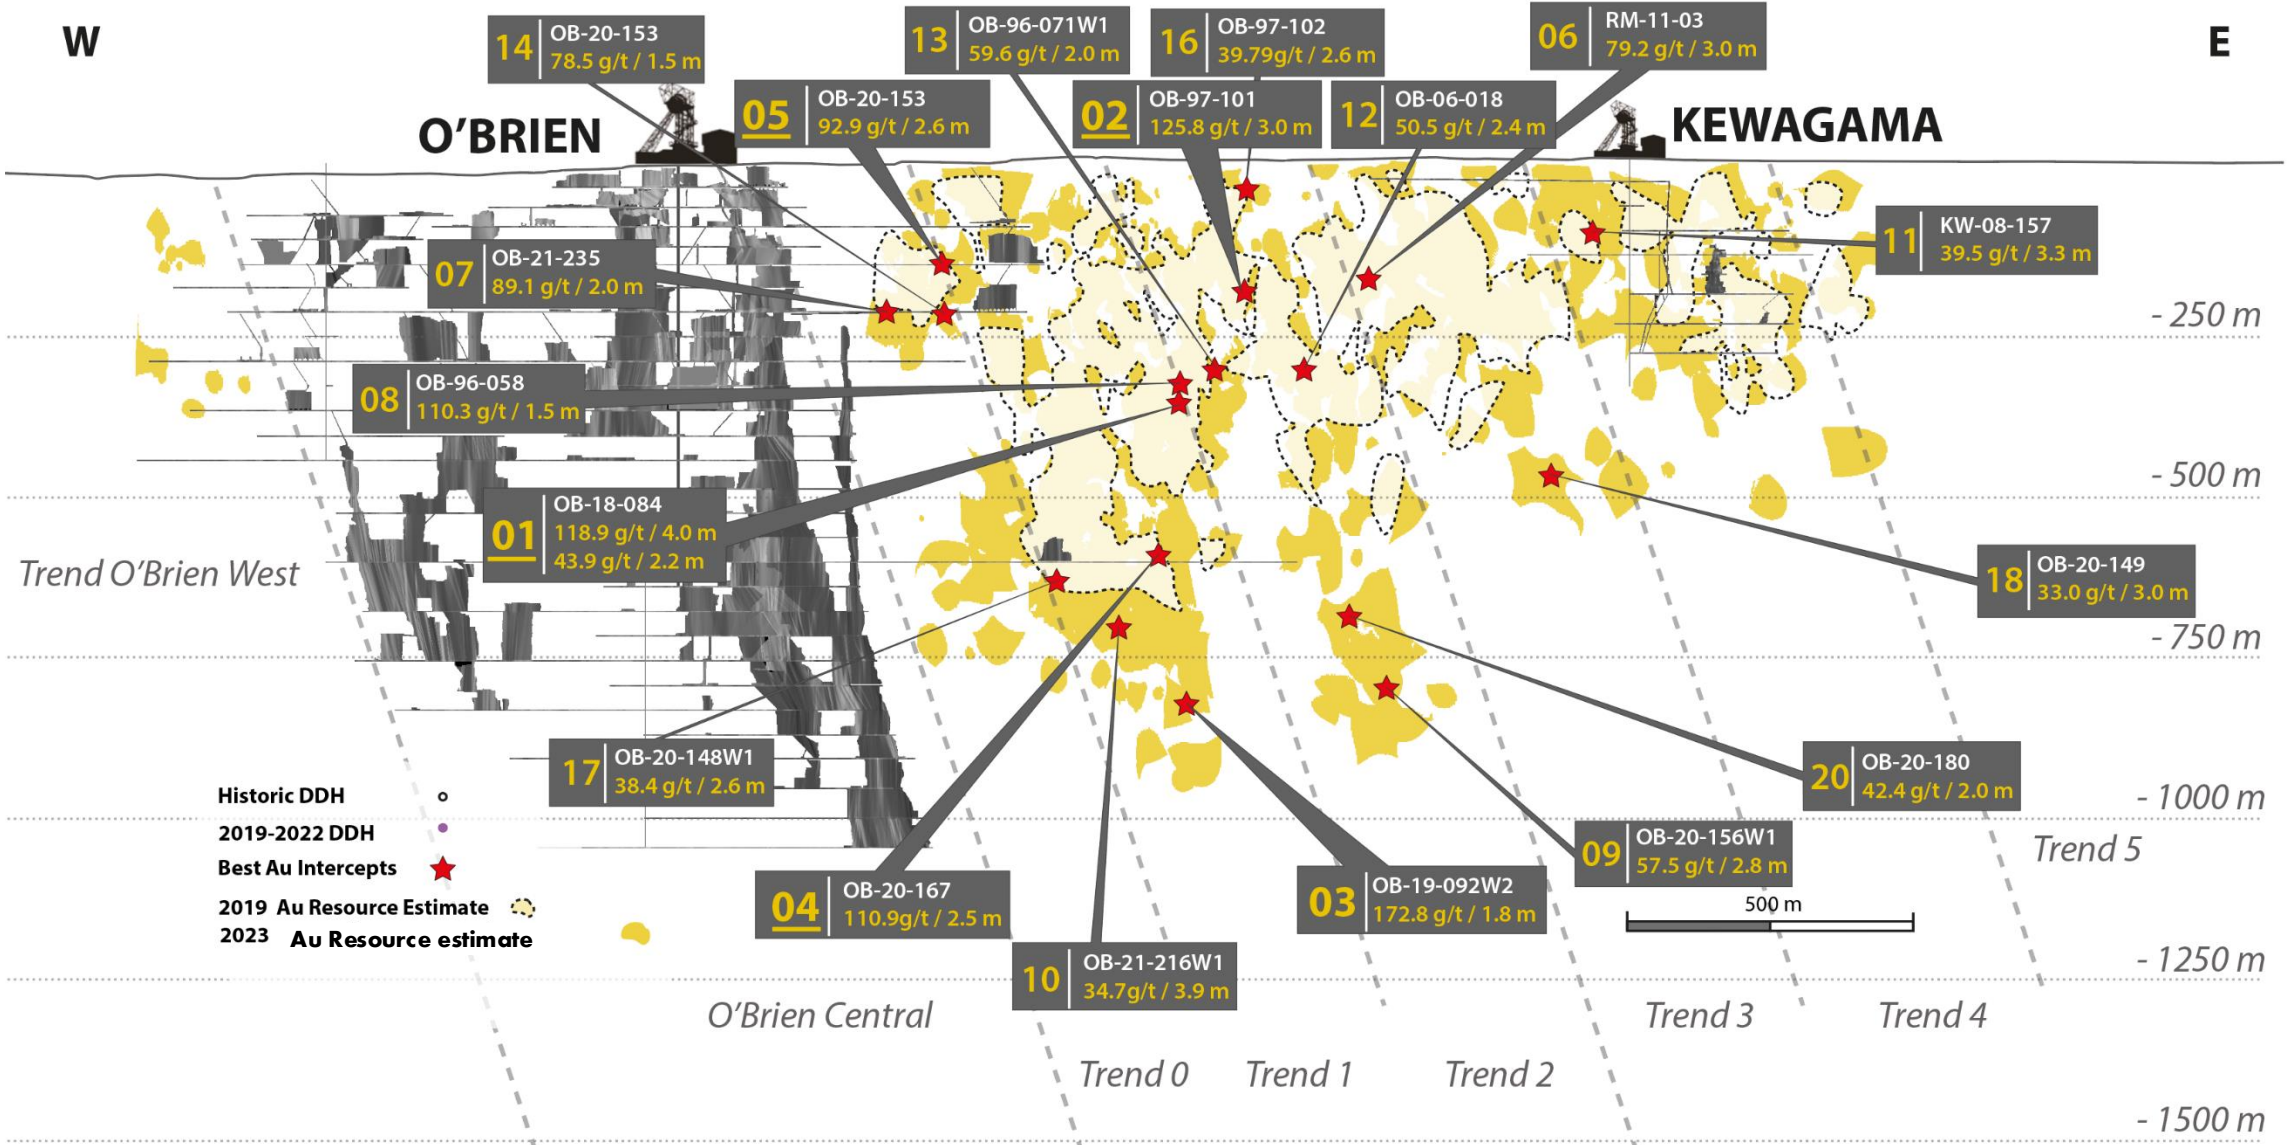 W
E
14
OB-20-153
78.5 g/t / 1.5 m
13
OB-96-071W1
59.6 g/t / 2.0 m
16
OB-97-102
39.79g/t / 2.6 m
06
RM-11-03
79.2 g/t / 3.0 m
05
OB-20-153
92.9 g/t / 2.6 m
02
OB-97-101
125.8 g/t / 3.0 m
12
OB-06-018
50.5 g/t / 2.4 m
O'BRIEN
KEWAGAMA
11
KW-08-157
39.5 g/t / 3.3 m
07
OB-21-235
89.1 g/t / 2.0 m
- 250 m
08
OB-96-058
110.3 g/t / 1.5 m
- 500 m
01
OB-18-084
118.9 g/t / 4.0 m
43.9 g/t / 2.2 m
Trend O'Brien West
18
OB-20-149
33.0 g/t / 3.0 m
- 750 m
17
OB-20-148W1
38.4 g/t / 2.6 m
20
OB-20-180
42.4 g/t / 2.0 m
- 1000 m
Historic DDH
2019-2022 DDH
Best Au Intercepts
2019 Au Resource Estimate
2023 Au Resource estimate
09
OB-20-156W1
57.5 g/t / 2.8 m
Trend 5
04
OB-20-167
110.9g/t / 2.5 m
03
OB-19-092W2
172.8 g/t / 1.8 m
500 m
10
OB-21-216W1
34.7g/t / 3.9 m
- 1250 m
O'Brien Central
Trend 3
Trend 4
Trend 0
Trend 1
Trend 2
- 1500 m